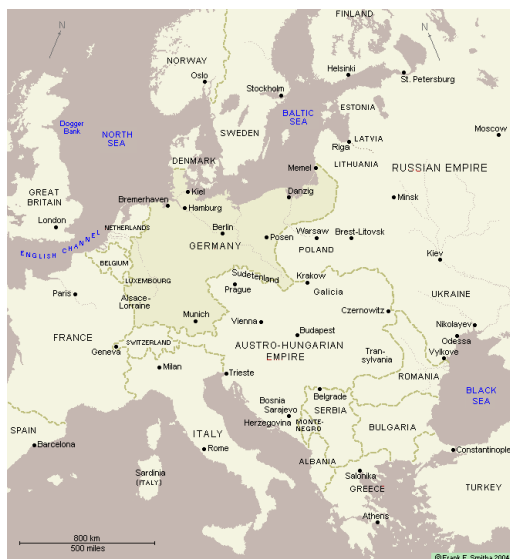 FINLAND
N
N
NORWAY
Oslo
Helsinki
St. Petersburg
Stockholm
BALTIC
SEA
ESTONIA
Dogger
Bank
NORTH
SEA
SWEDEN
Moscow
LATVIA
Riga
DENMARK
LITHUANIA
Memel
RUSSIAN EMPIRE
GREAT
BRITAIN
Kiel
Danzig
Minsk
Bremerhaven
Hamburg
London
NETHERLANDS
Berlin
Warsaw
Brest-Litovsk
Posen
GERMANY
POLAND
ENGLISH CHANNEL
BELGIUM
Kiev
LUXEMBOURG
Sudetenland
Krakow
Prague
Galicia
Paris
Alsace-
Lorraine
UKRAINE
Czernowitz
Munich
Vienna
Nikolayev
Budapest
Odessa
FRANCE
SWITZERLAND
AUSTRO-HUNGARIAN
EMPIRE
Geneva
Tran-
sylvania
Vylkove
Milan
Trieste
ROMANIA
BLACK
SEA
Belgrade
Bosnia
Sarajevo
Herzegovina
SERBIA
MONTE-
NEGRO
BULGARIA
SPAIN
ITALY
Barcelona
Rome
Constantinople
ALBANIA
Salonika
Sardinia
(ITALY)
GREECE
TURKEY
Athens
800 km
500 miles
© Frank E. Smitha 2004